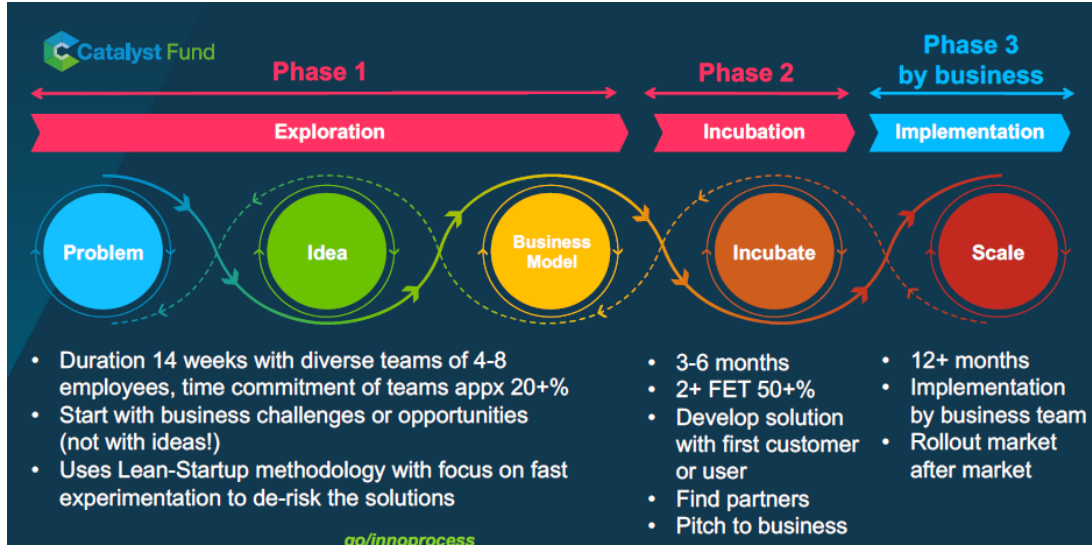 Catalyst Fund
Phase 1
Phase 2
Phase 3
by business
Exploration
Incubation
Implementation
Problem
Idea
Business
Model
Incubate
Scale
• Duration 14 weeks with diverse teams of 4-8
employees, time commitment of teams appx 20+%
• Start with business challenges or opportunities
(not with ideas!)
• Uses Lean-Startup methodology with focus on fast
experimentation to de-risk the solutions
• 3-6 months
• 2+ FET 50+%
• Develop solution
with first customer
or user
• Find partners
• Pitch to business
• 12+ months
• Implementation
by business team
• Rollout market
after market
go/innoprocess